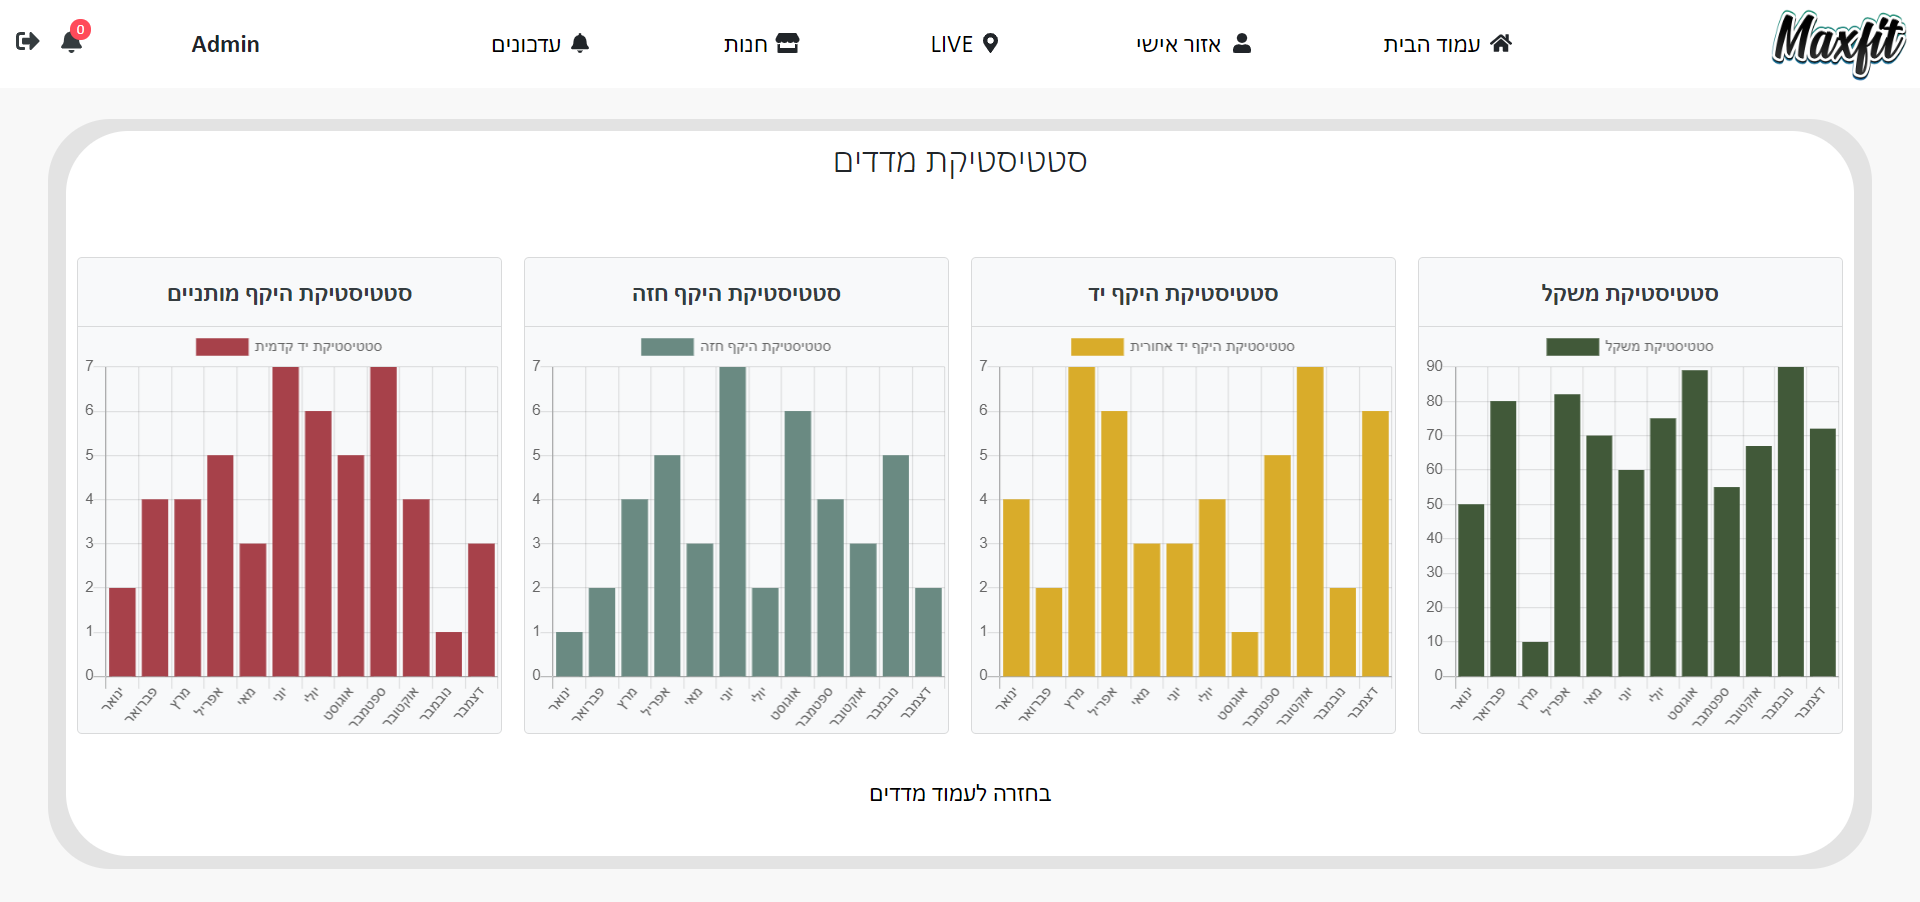 Maxfit
עמוד הבית
אזור אישי
LIVE
חנות
עדכונים
Admin
0
סטטיסטיקת מדדים
סטטיסטיקת משקל
סטטיסטיקת משקל
90
80
70
60
50
40
30
20
10
0
ינואר
פברואר
מרץ
אפריל
מאי
יוני
יולי
אוגוסט
ספטמבר
אוקטובר
נובמבר
דצמבר
סטטיסטיקת היקף יד
סטטיסטיקת היקף יד אחורית
7
6
5
4
3
2
1
0
ינואר
פברואר
מרץ
אפריל
מאי
יוני
יולי
אוגוסט
ספטמבר
אוקטובר
נובמבר
דצמבר
סטטיסטיקת היקף חזה
סטטיסטיקת היקף חזה
7
6
5
4
3
2
1
0
ינואר
פברואר
מרץ
אפריל
מאי
יוני
יולי
אוגוסט
ספטמבר
אוקטובר
נובמבר
דצמבר
סטטיסטיקת היקף מותניים
סטטיסטיקת יד קדמית
7
6
5
4
3
2
1
0
ינואר
פברואר
מרץ
אפריל
מאי
יוני
יולי
אוגוסט
ספטמבר
אוקטובר
נובמבר
דצמבר
בחזרה לעמוד מדדים